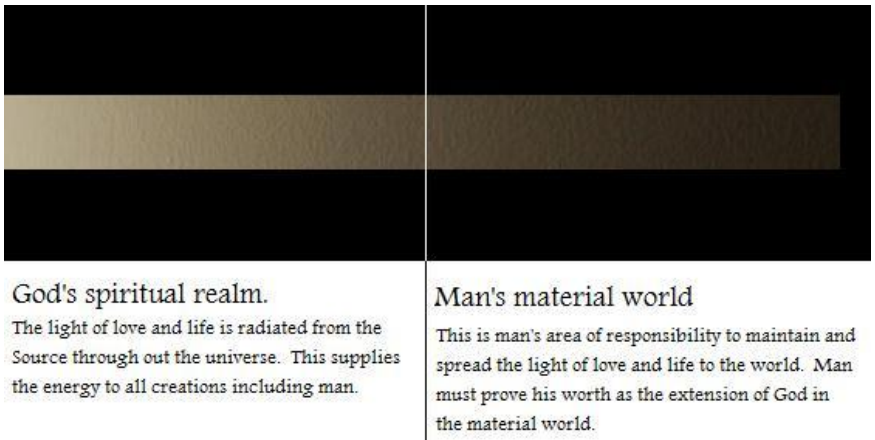 God's spiritual realm.
The light of love and life is radiated from the
Source through out the universe. This supplies
the energy to all creations including man.
Man's material world
This is man's area of responsibility to maintain and
spread the light of love and life to the world. Man
must prove his worth as the extension of God in
the material world.